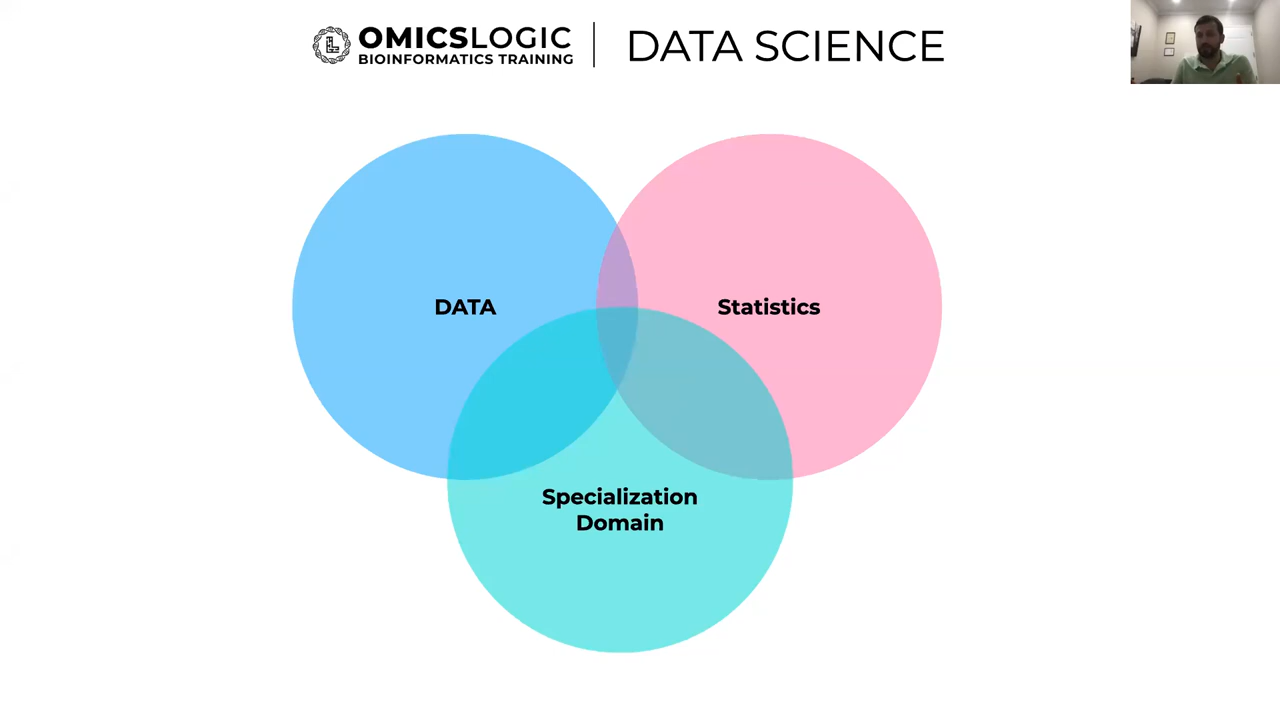 OMICSLOGIC
BIOINFORMATICS TRAINING
DATA SCIENCE
DATA
Statistics
Specialization
Domain